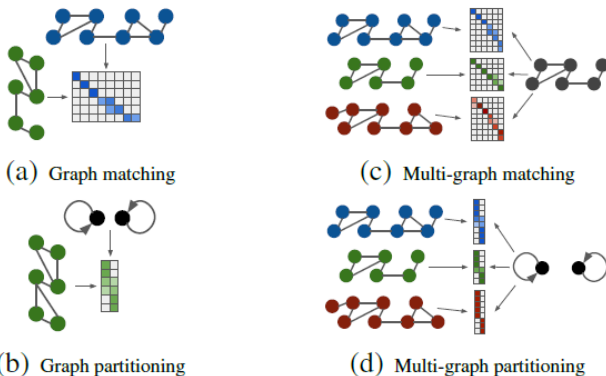 (a) Graph matching
(c) Multi-graph matching
(b) Graph partitioning
(d) Multi-graph partitioning